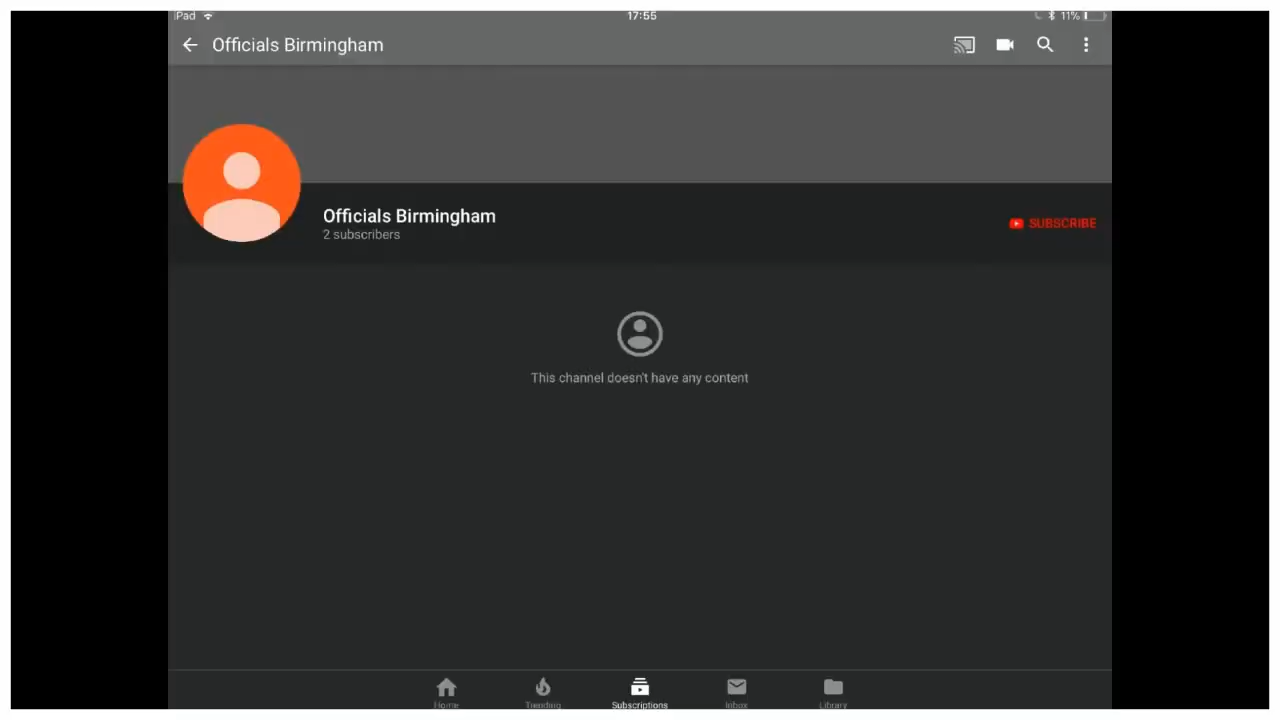 iPad 17:55 11%
Officials Birmingham
Officials Birmingham
2 subscribers
SUBSCRIBE
This channel doesn't have any content
Home Trending Subscriptions Inbox Library